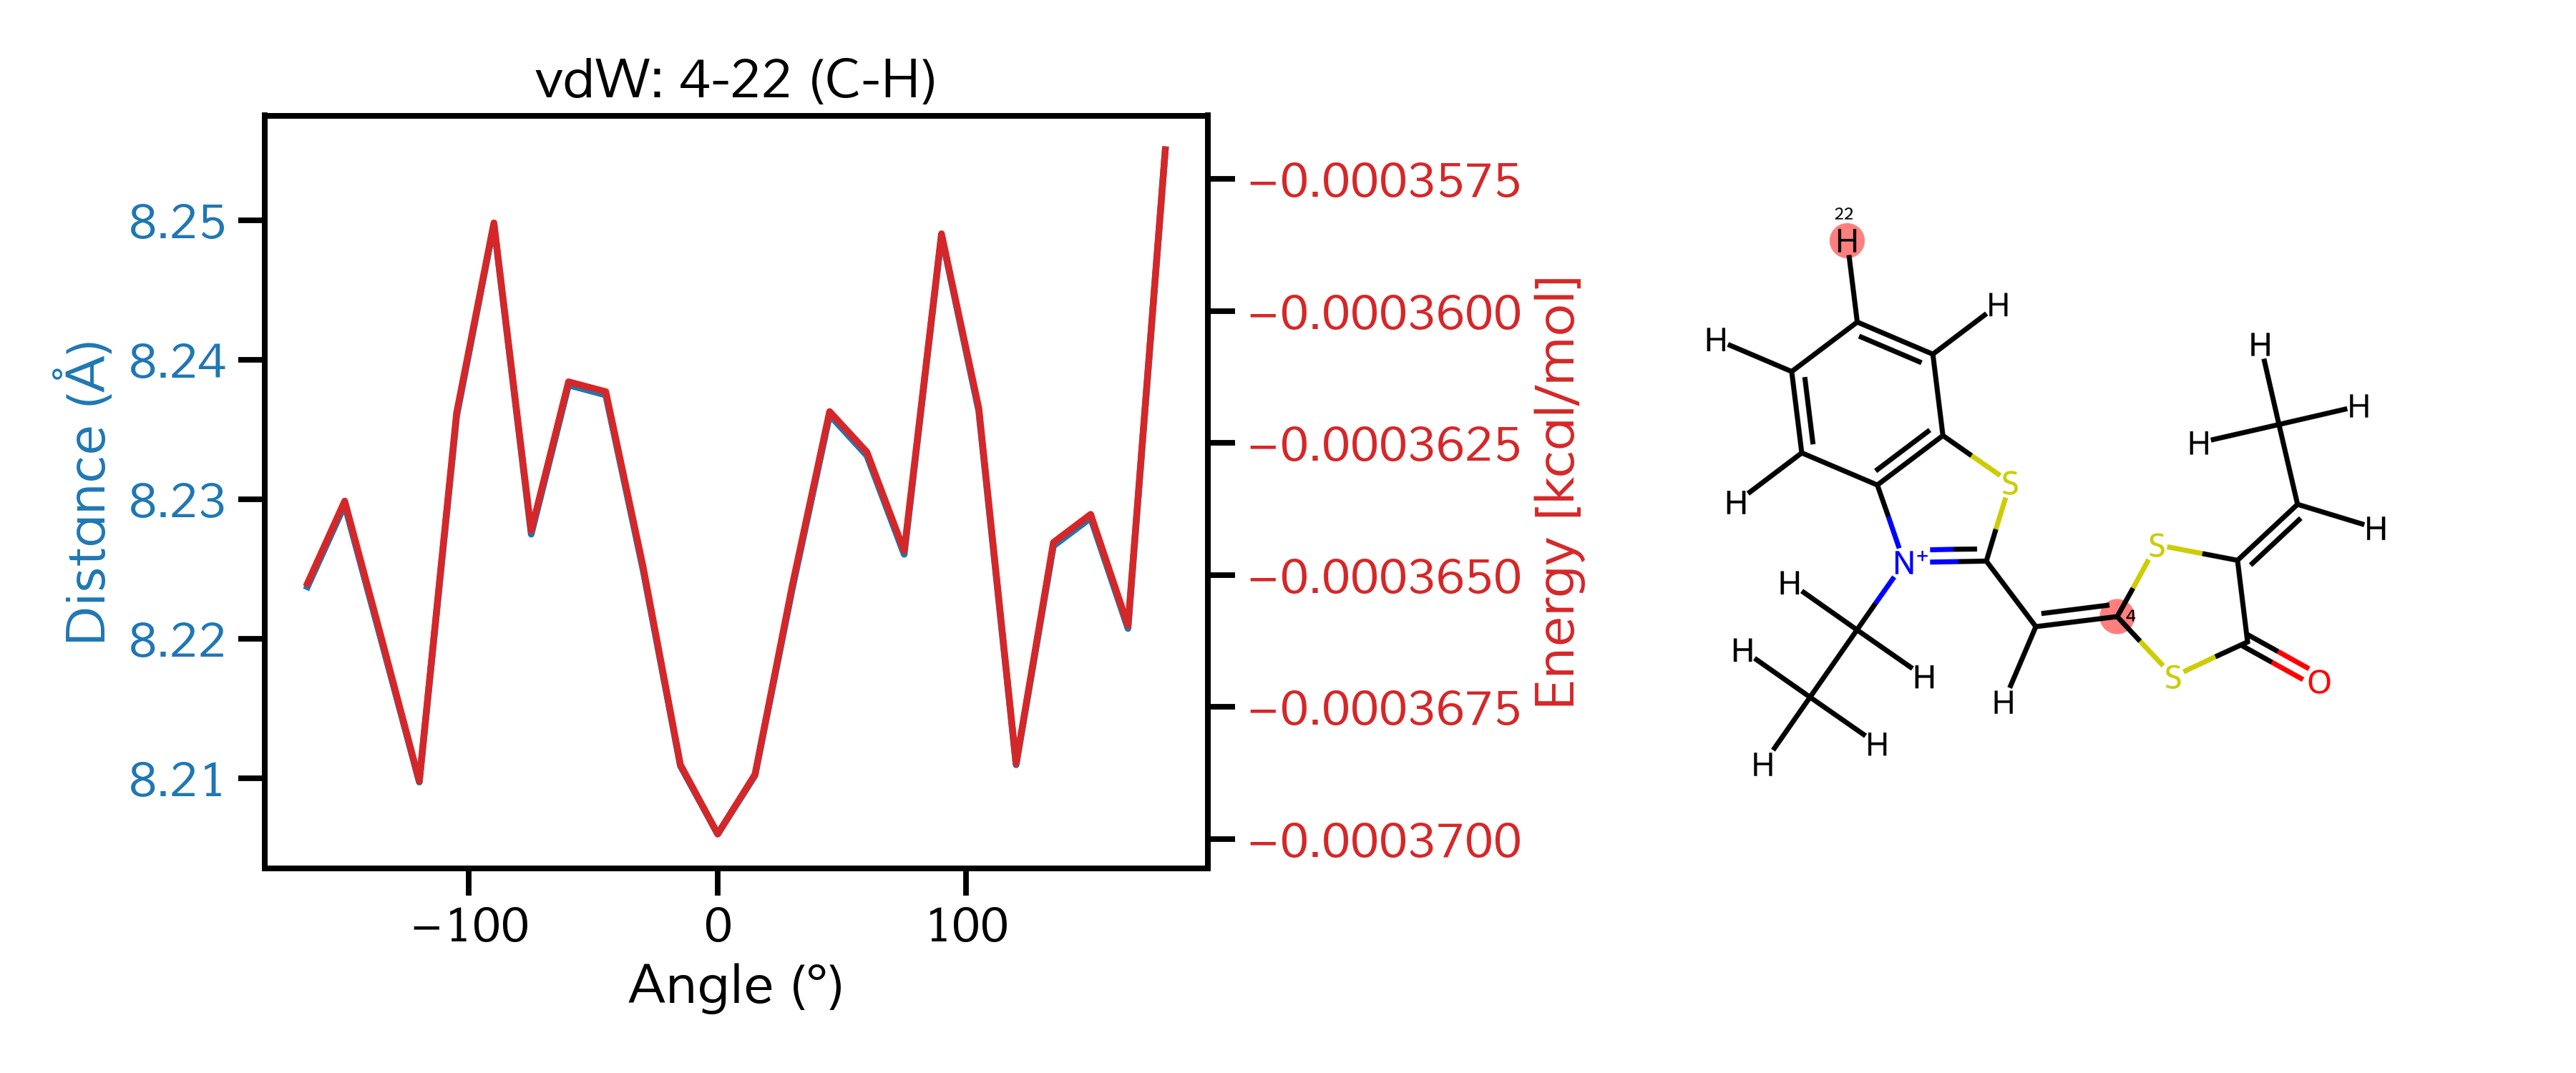 vdW: 4-22 (C-H)
Distance (Å)
8.25
8.24
8.23
8.22
8.21
−100
0
100
Angle (°)
−0.0003575
−0.0003600
−0.0003625
−0.0003650
−0.0003675
−0.0003700
Energy [kcal/mol]
22
H
H
H
H
H
H
H
S
H
H
S
N⁺
H
4
H
H
S
O
H
H
H